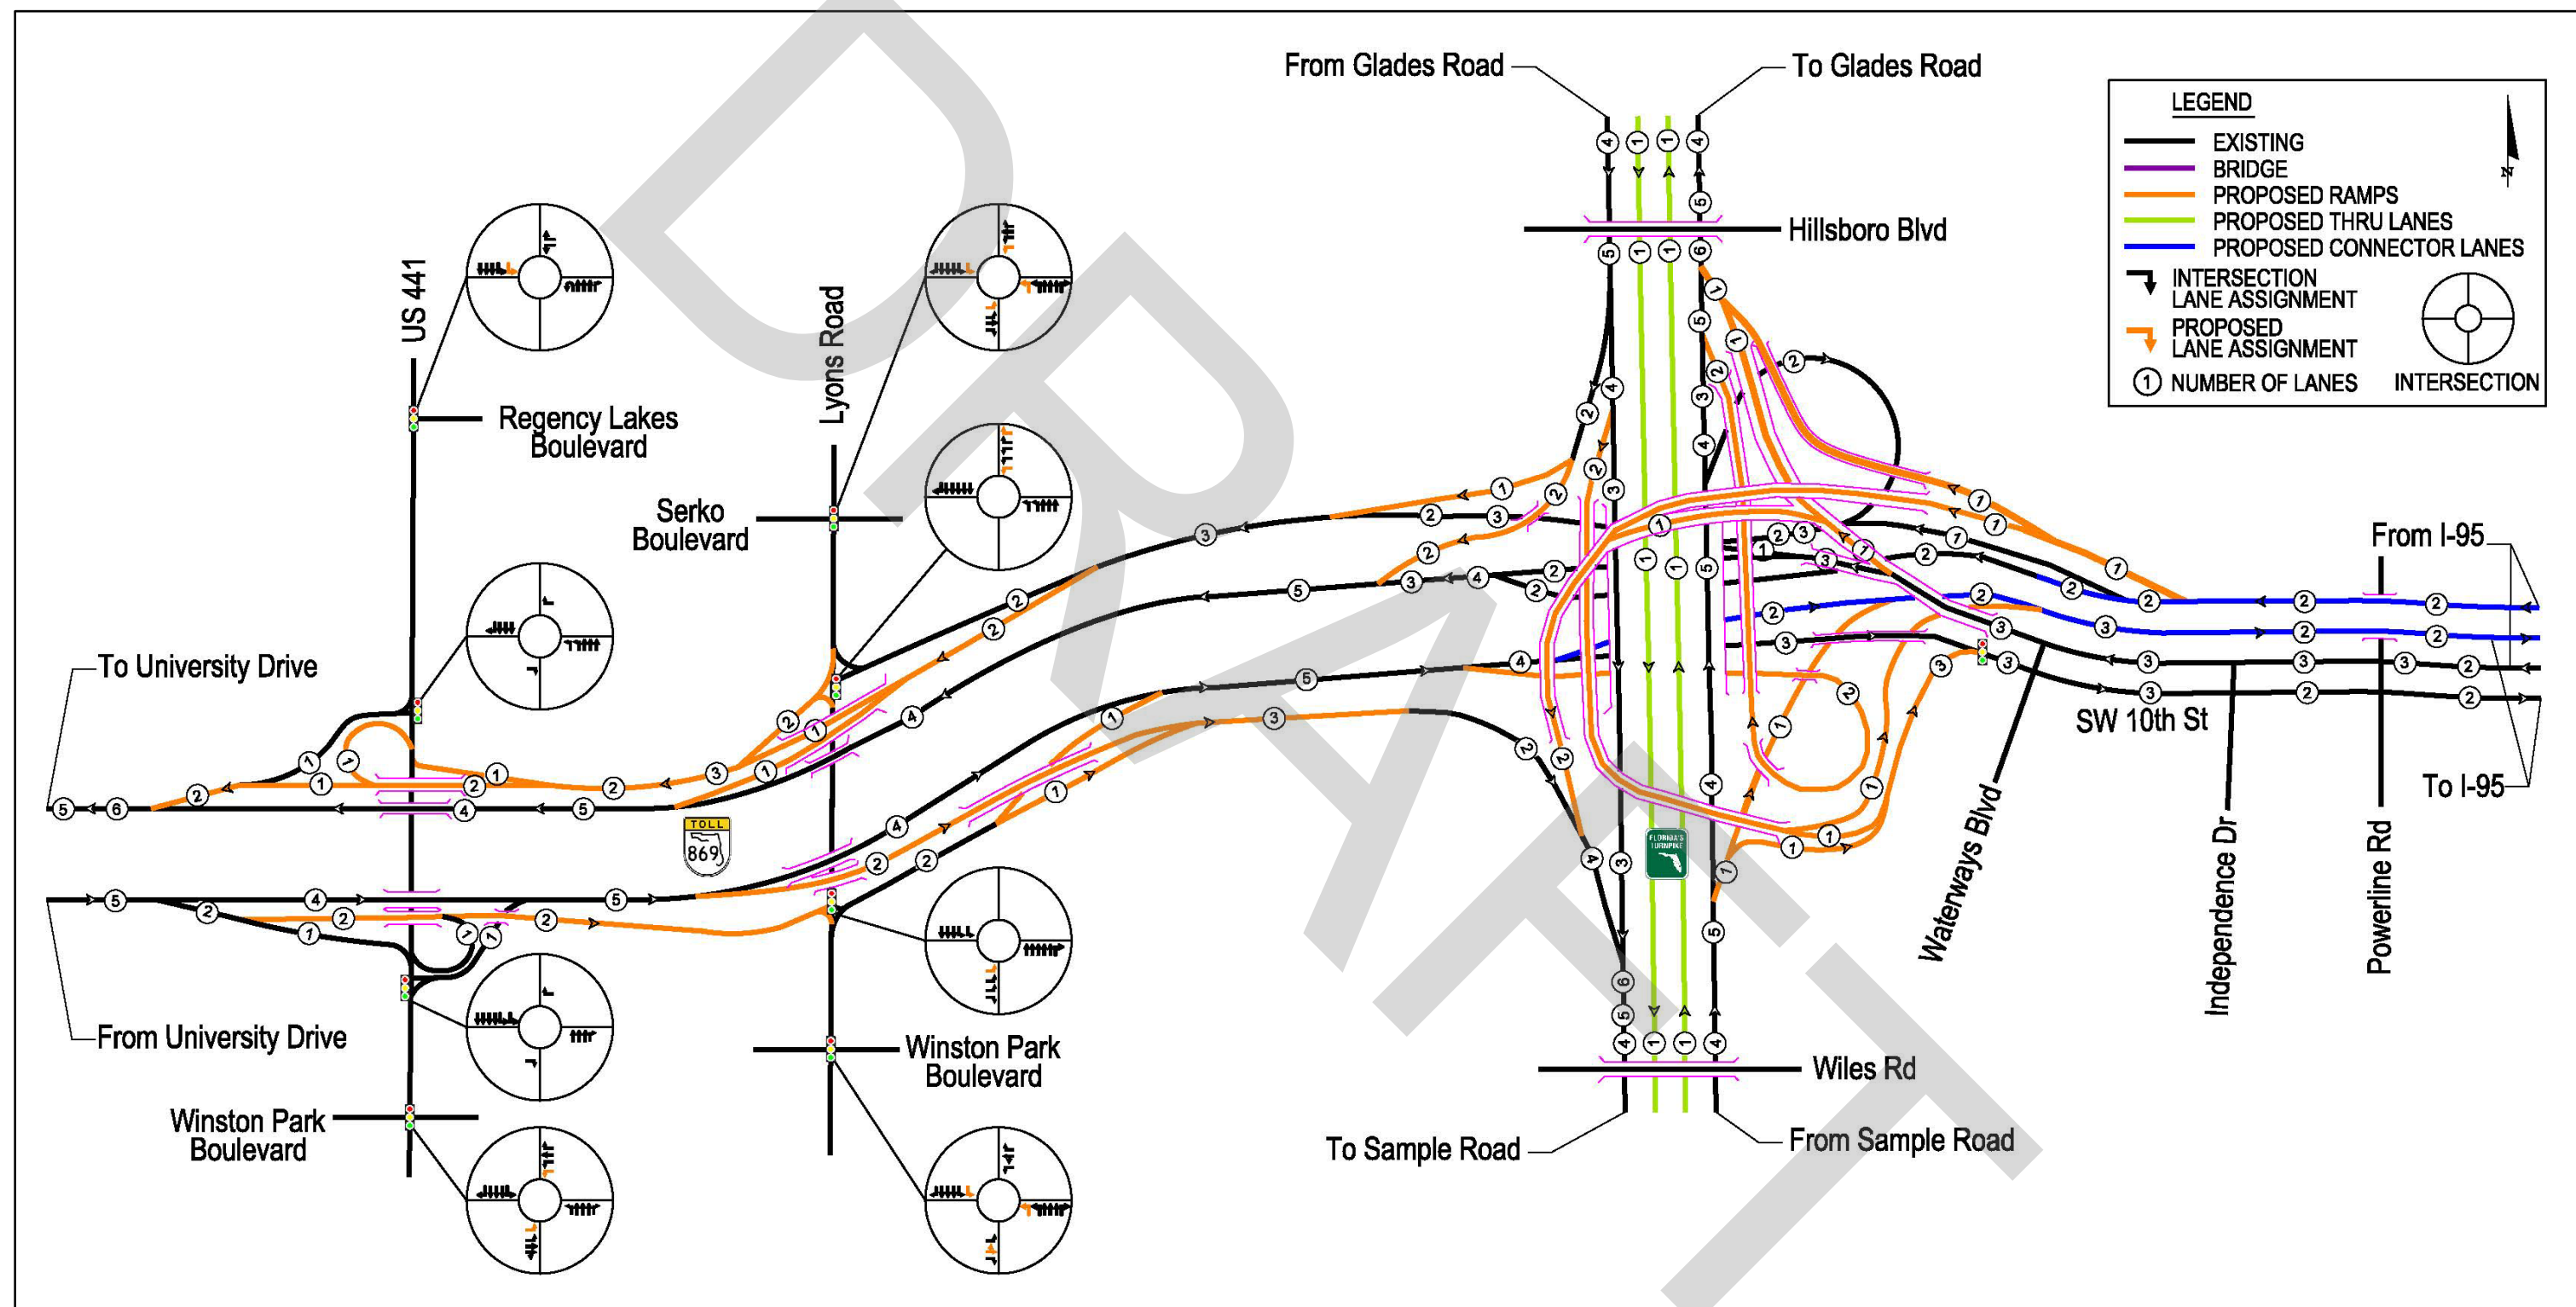 From Glades Road
To Glades Road
LEGEND
EXISTING
BRIDGE
PROPOSED RAMPS
PROPOSED THRU LANES
PROPOSED CONNECTOR LANES
INTERSECTION
LANE ASSIGNMENT
PROPOSED
LANE ASSIGNMENT
1 NUMBER OF LANES
INTERSECTION
N
Hillsboro Blvd
US 441
Lyons Road
Regency Lakes
Boulevard
Serko
Boulevard
From I-95
To University Drive
SW 10th St
To I-95
TOLL
869
FLORIDA'S
TURNPIKE
Waterways Blvd
Independence Dr
Powerline Rd
From University Drive
Winston Park
Boulevard
Winston Park
Boulevard
Wiles Rd
To Sample Road
From Sample Road
DRAFT